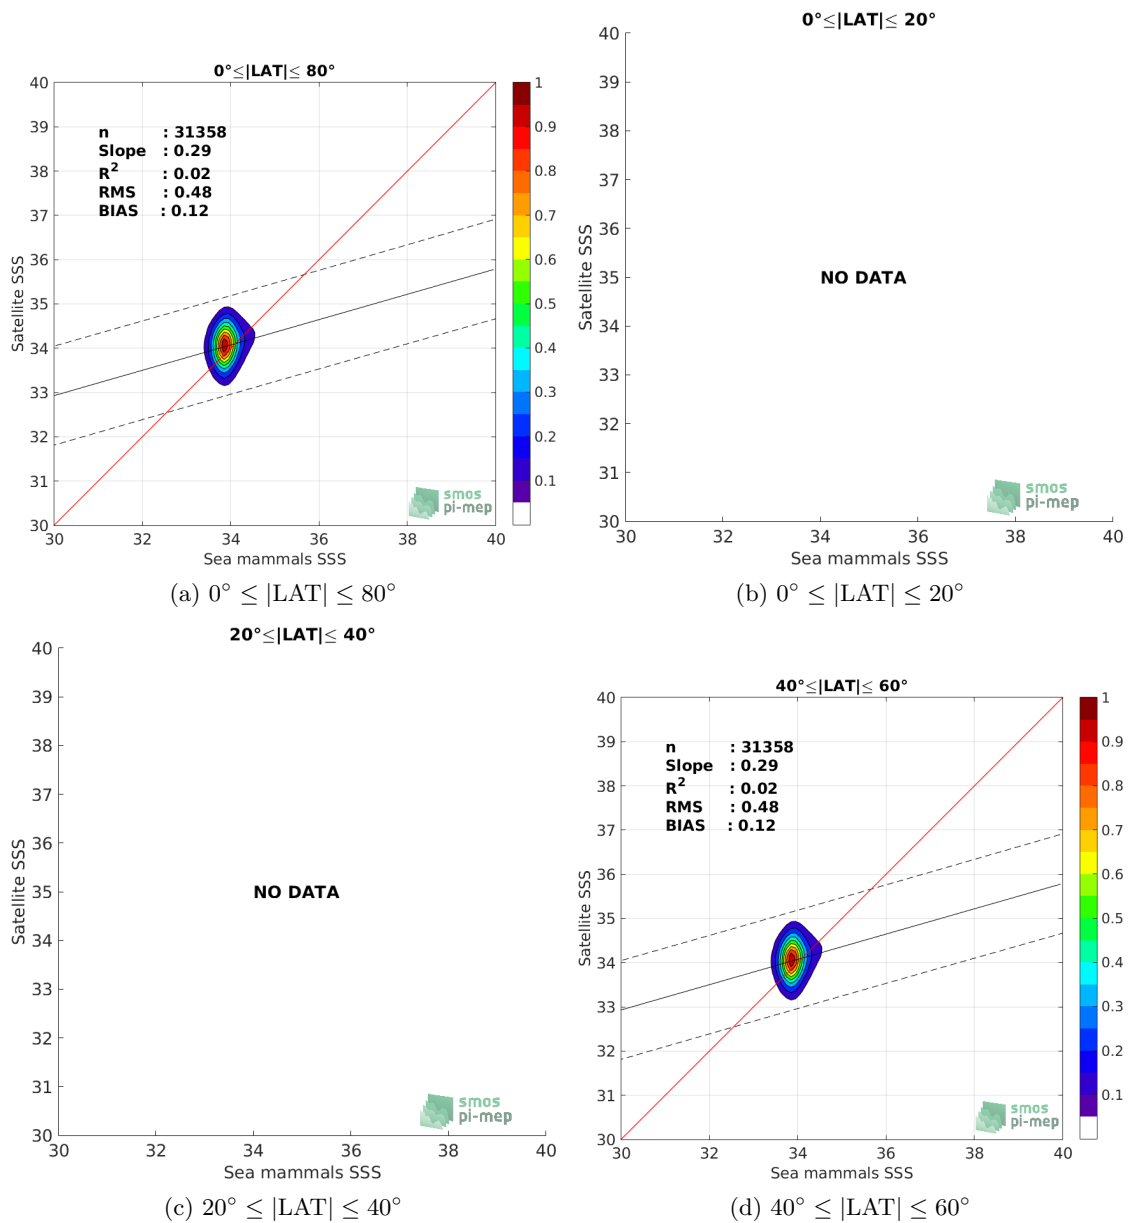 0°≤|LAT|≤ 80°
40
39
38
37
36
35
34
33
32
31
30
Satellite SSS
n : 31358
Slope : 0.29
R² : 0.02
RMS : 0.48
BIAS : 0.12
1
0.9
0.8
0.7
0.6
0.5
0.4
0.3
0.2
0.1
smos
pi-mep
30 32 34 36 38 40
Sea mammals SSS
(a) 0° ≤ |LAT| ≤ 80°
0°≤|LAT|≤ 20°
40
39
38
37
36
35
34
33
32
31
30
Satellite SSS
NO DATA
smos
pi-mep
30 32 34 36 38 40
Sea mammals SSS
(b) 0° ≤ |LAT| ≤ 20°
20°≤|LAT|≤ 40°
40
39
38
37
36
35
34
33
32
31
30
Satellite SSS
NO DATA
smos
pi-mep
30 32 34 36 38 40
Sea mammals SSS
(c) 20° ≤ |LAT| ≤ 40°
40°≤|LAT|≤ 60°
40
39
38
37
36
35
34
33
32
31
30
Satellite SSS
n : 31358
Slope : 0.29
R² : 0.02
RMS : 0.48
BIAS : 0.12
1
0.9
0.8
0.7
0.6
0.5
0.4
0.3
0.2
0.1
smos
pi-mep
30 32 34 36 38 40
Sea mammals SSS
(d) 40° ≤ |LAT| ≤ 60°